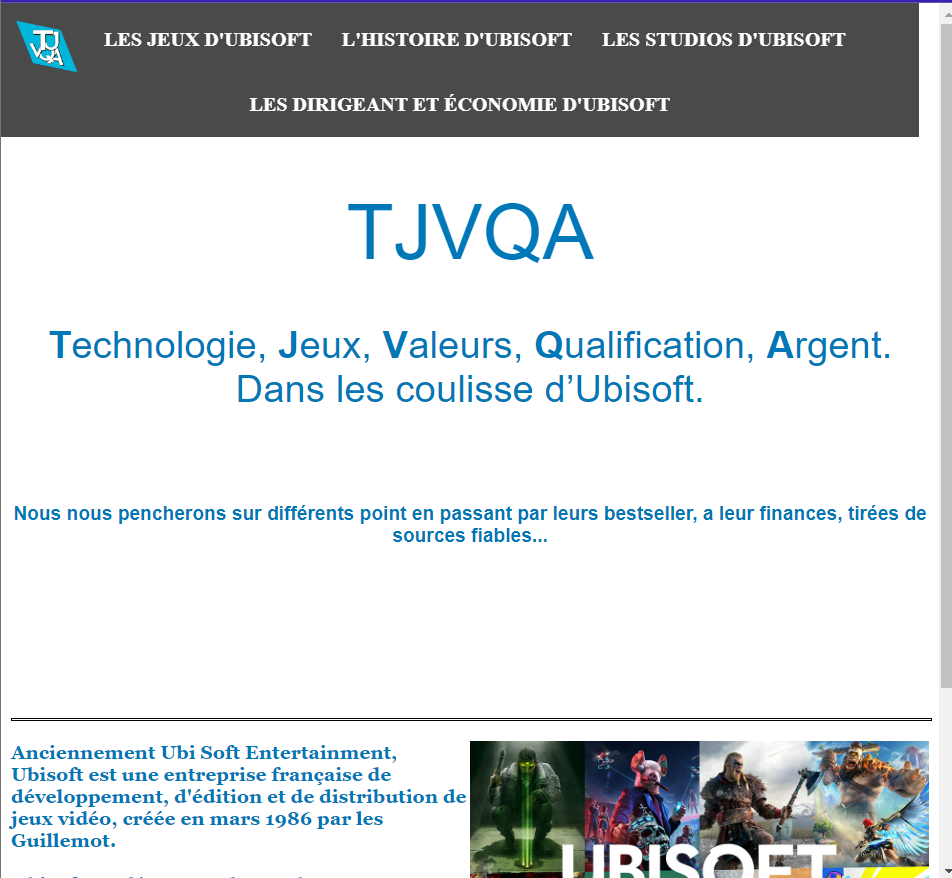 TJ
VQA
LES JEUX D'UBISOFT L'HISTOIRE D'UBISOFT LES STUDIOS D'UBISOFT
LES DIRIGEANT ET ÉCONOMIE D'UBISOFT
TJVQA
Technologie, Jeux, Valeurs, Qualification, Argent.
Dans les coulisse d’Ubisoft.
Nous nous pencherons sur différents point en passant par leurs bestseller, a leur finances, tirées de
sources fiables...
Anciennement Ubi Soft Entertainment,
Ubisoft est une entreprise française de
développement, d'édition et de distribution de
jeux vidéo, créée en mars 1986 par les
Guillemot.
UBISOFT